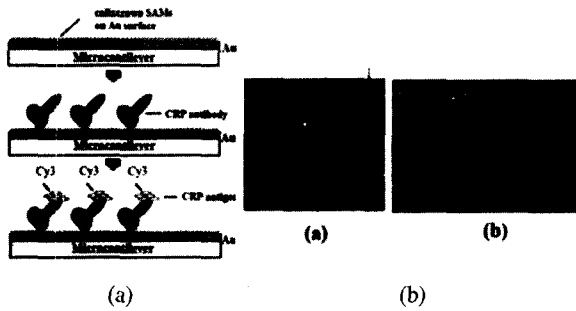 calixcrown SAMs
on Au surface
Au
Microcantilever
CRP antibody
Au
Microcantilever
Cy3 Cy3 Cy3
CRP antigen
Au
Microcantilever
(a) (b)
(a) (b)